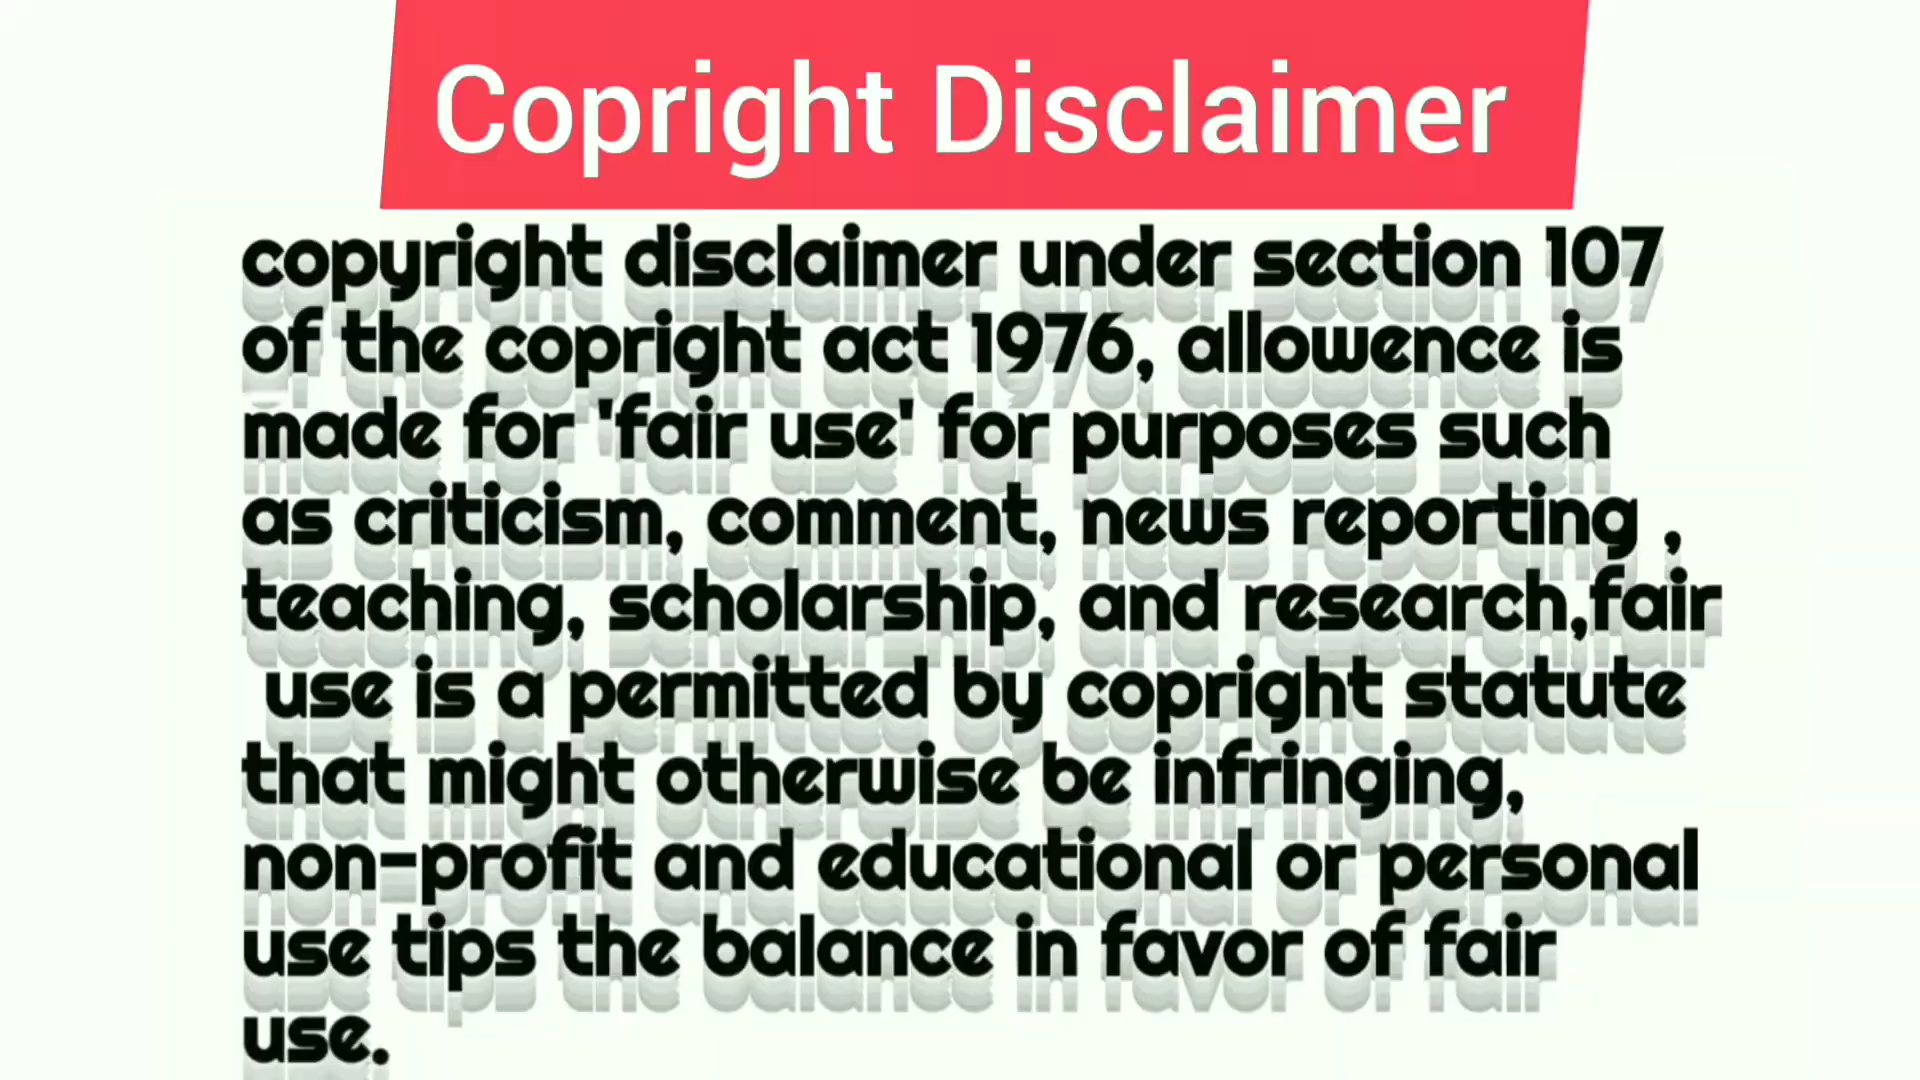 Copright Disclaimer
copyright disclaimer under section 107
of the copright act 1976, allowence is
made for 'fair use' for purposes such
as criticism, comment, news reporting ,
teaching, scholarship, and research,fair
use is a permitted by copright statute
that might otherwise be infringing,
non-profit and educational or personal
use tips the balance in favor of fair
use.